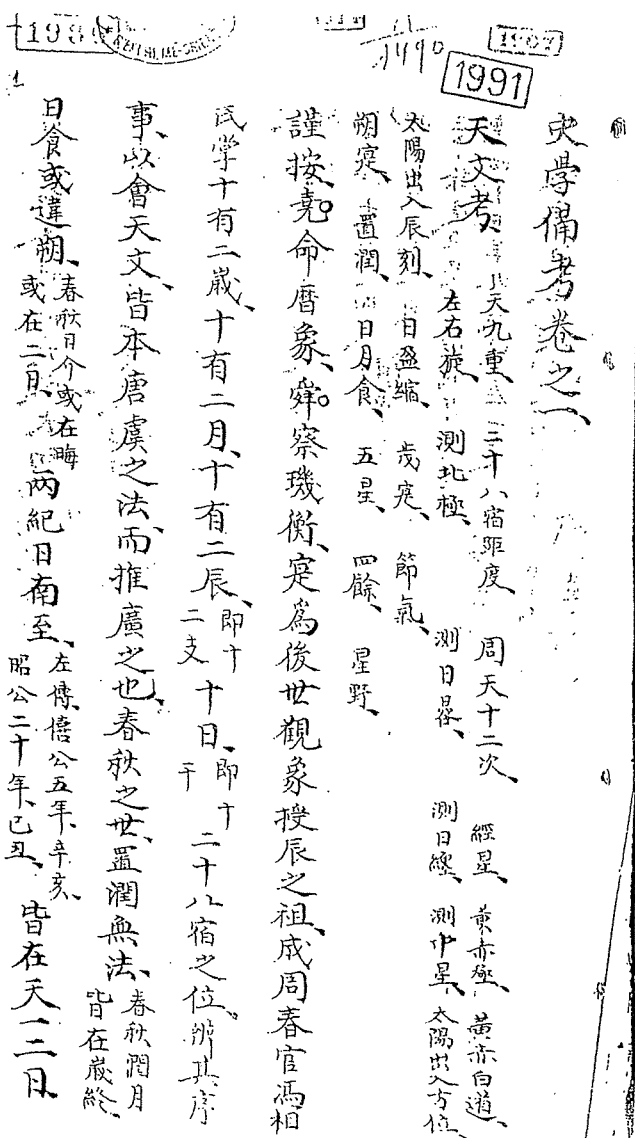 1991
1490
史學備考卷之一
天文考 天九重 二十八宿距度 周天十二次 經星 黄赤極 黄赤白道
左右旋 測北極 測日晷 測日纏 測中星 太陽出入方位
太陽出入辰刻 日盈縮 歲寔 節氣
朔寔 置潤 日月食 五星 四餘 星野
謹按堯命曆象舜察璣衡寔爲後世觀象授辰之祖成周春官馮相
氏掌十有二歲十有二月十有二辰即十二支十日即十干二十八宿之位辨其序
事以會天文皆本唐虞之法而推廣之也春秋之世置潤無法春秋潤月皆在歲終
日食或違朔春秋日食或在晦或在二日兩紀日南至左傳僖公五年辛亥昭公二十年己丑皆在天一二日